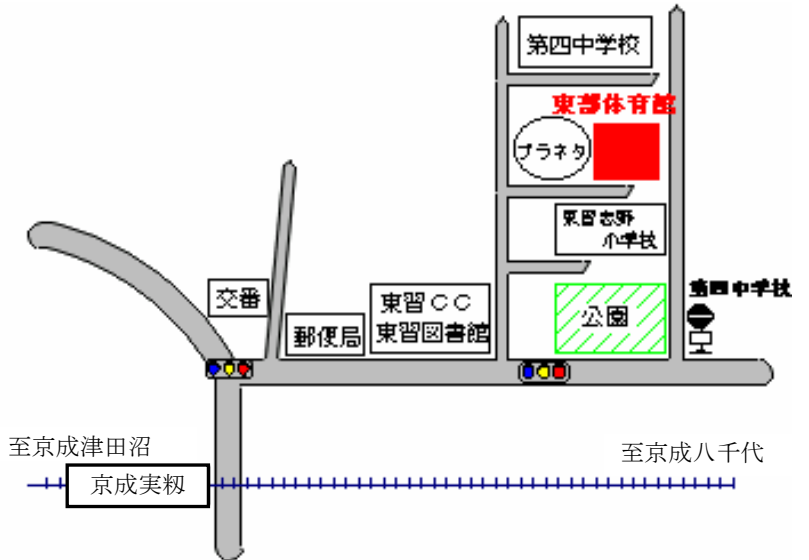 第四中学校
東部体育館
プラネタ
東習志野
小学校
第四中学校
交番
東習CC
東習図書館
公園
郵便局
至京成津田沼
至京成八千代
京成実籾